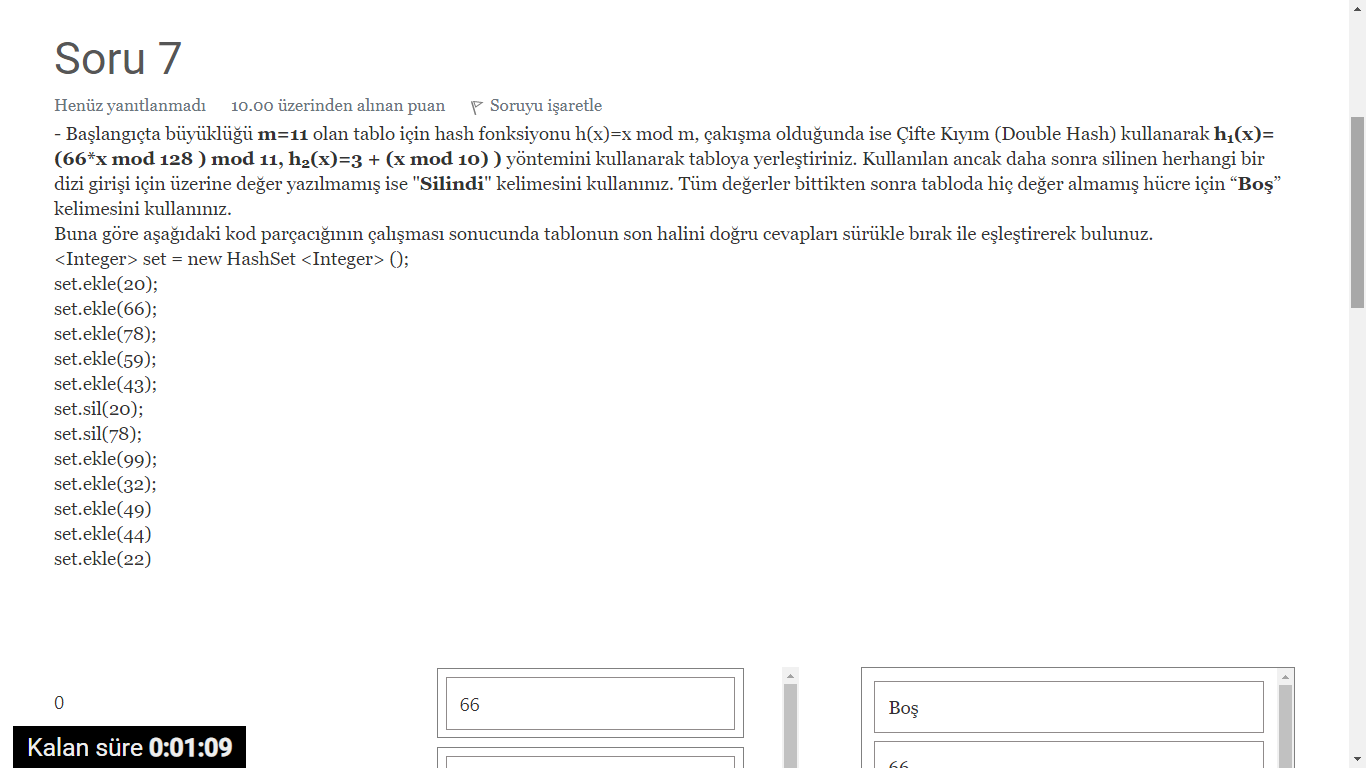 Soru 7
Henüz yanıtlanmadı 10.00 üzerinden alınan puan Soruyu işaretle
- Başlangıçta büyüklüğü m=11 olan tablo için hash fonksiyonu h(x)=x mod m, çakışma olduğunda ise Çifte Kıyım (Double Hash) kullanarak h₁(x)=
(66*x mod 128 ) mod 11, h₂(x)=3 + (x mod 10) ) yöntemini kullanarak tabloya yerleştiriniz. Kullanılan ancak daha sonra silinen herhangi bir
dizi girişi için üzerine değer yazılmamış ise "Silindi" kelimesini kullanınız. Tüm değerler bittikten sonra tabloda hiç değer almamış hücre için “Boş”
kelimesini kullanınız.
Buna göre aşağıdaki kod parçacığının çalışması sonucunda tablonun son halini doğru cevapları sürükle bırak ile eşleştirerek bulunuz.
<Integer> set = new HashSet <Integer> ();
set.ekle(20);
set.ekle(66);
set.ekle(78);
set.ekle(59);
set.ekle(43);
set.sil(20);
set.sil(78);
set.ekle(99);
set.ekle(32);
set.ekle(49)
set.ekle(44)
set.ekle(22)
0 66 Boş
Kalan süre 0:01:09
66